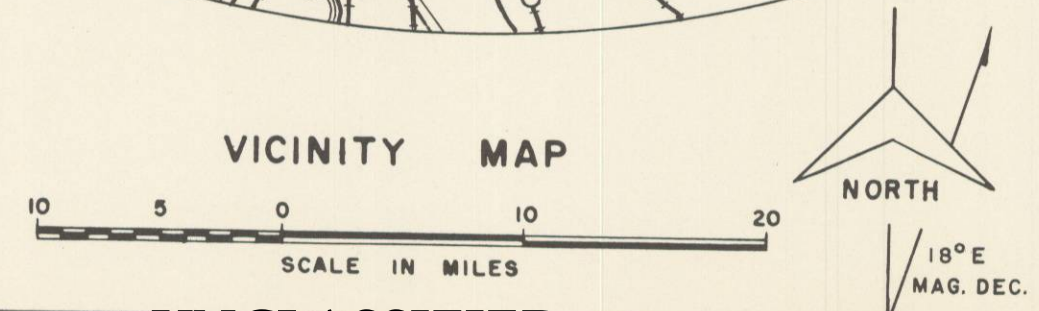 VICINITY MAP
10 5 0 10 20
SCALE IN MILES
NORTH
18° E
MAG. DEC.